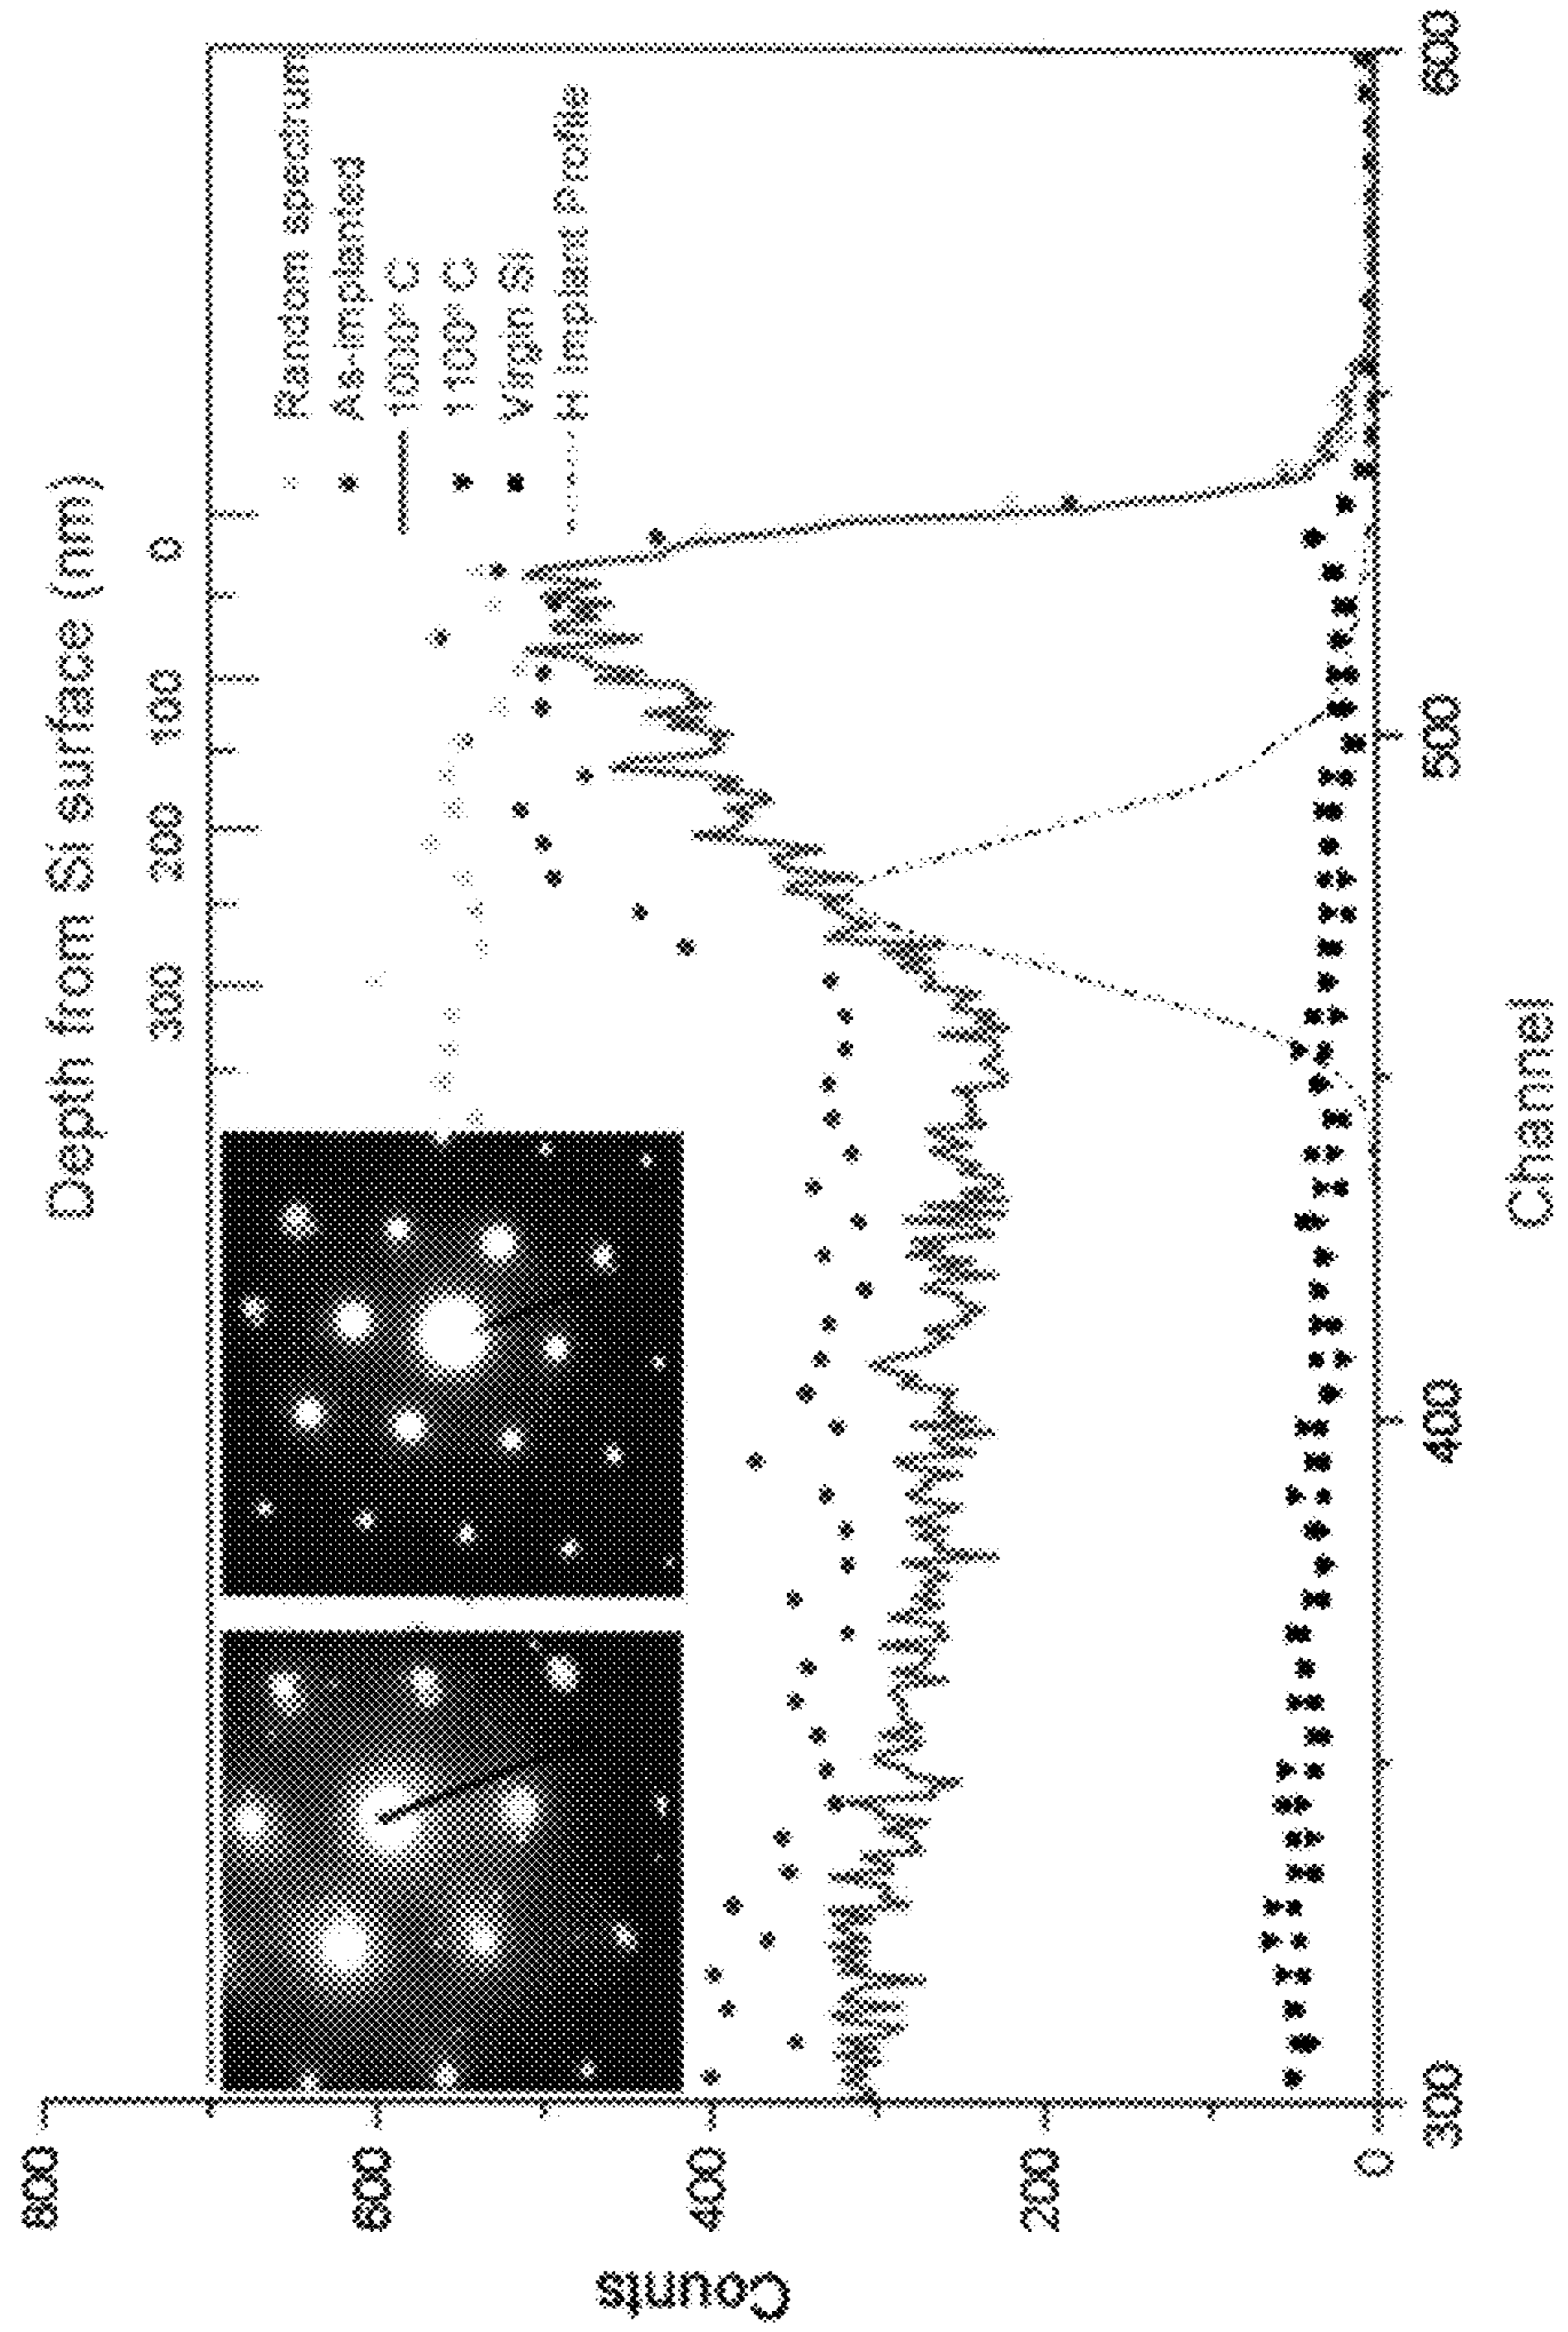 Depth from Si surface (nm)
300 200 100 0
Random spectrum
As-implanted
1000° C
1100° C
Virgin Si
H Implant Profile
800
600
400
200
0
Counts
300 400 500 600
Channel